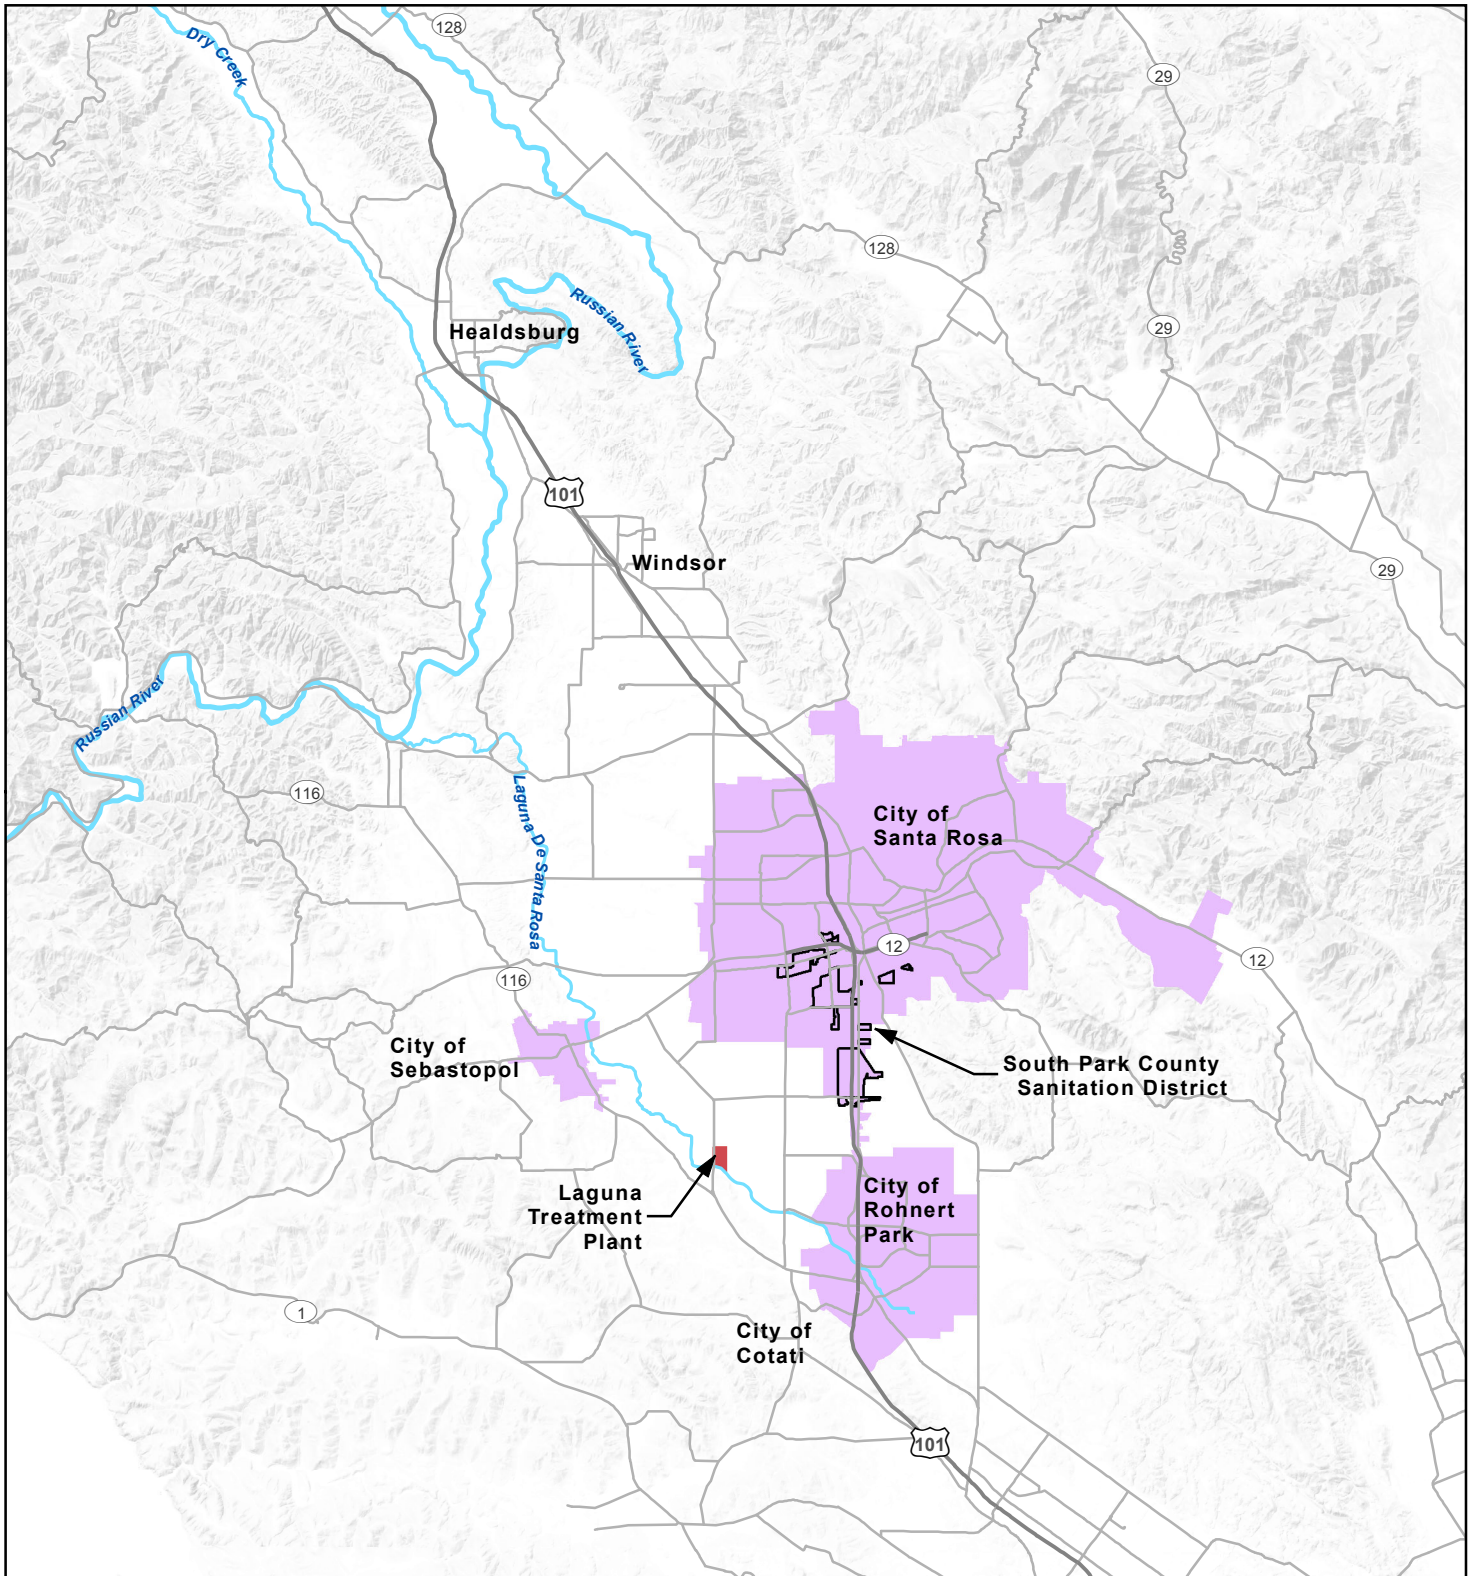 128
Dry Creek
29
128
Russian River
29
Healdsburg
101
Windsor
29
Russian River
116
Laguna De Santa Rosa
City of
Santa Rosa
12
12
116
City of
Sebastopol
South Park County
Sanitation District
Laguna
Treatment
Plant
City of
Rohnert
Park
1
City of
Cotati
101